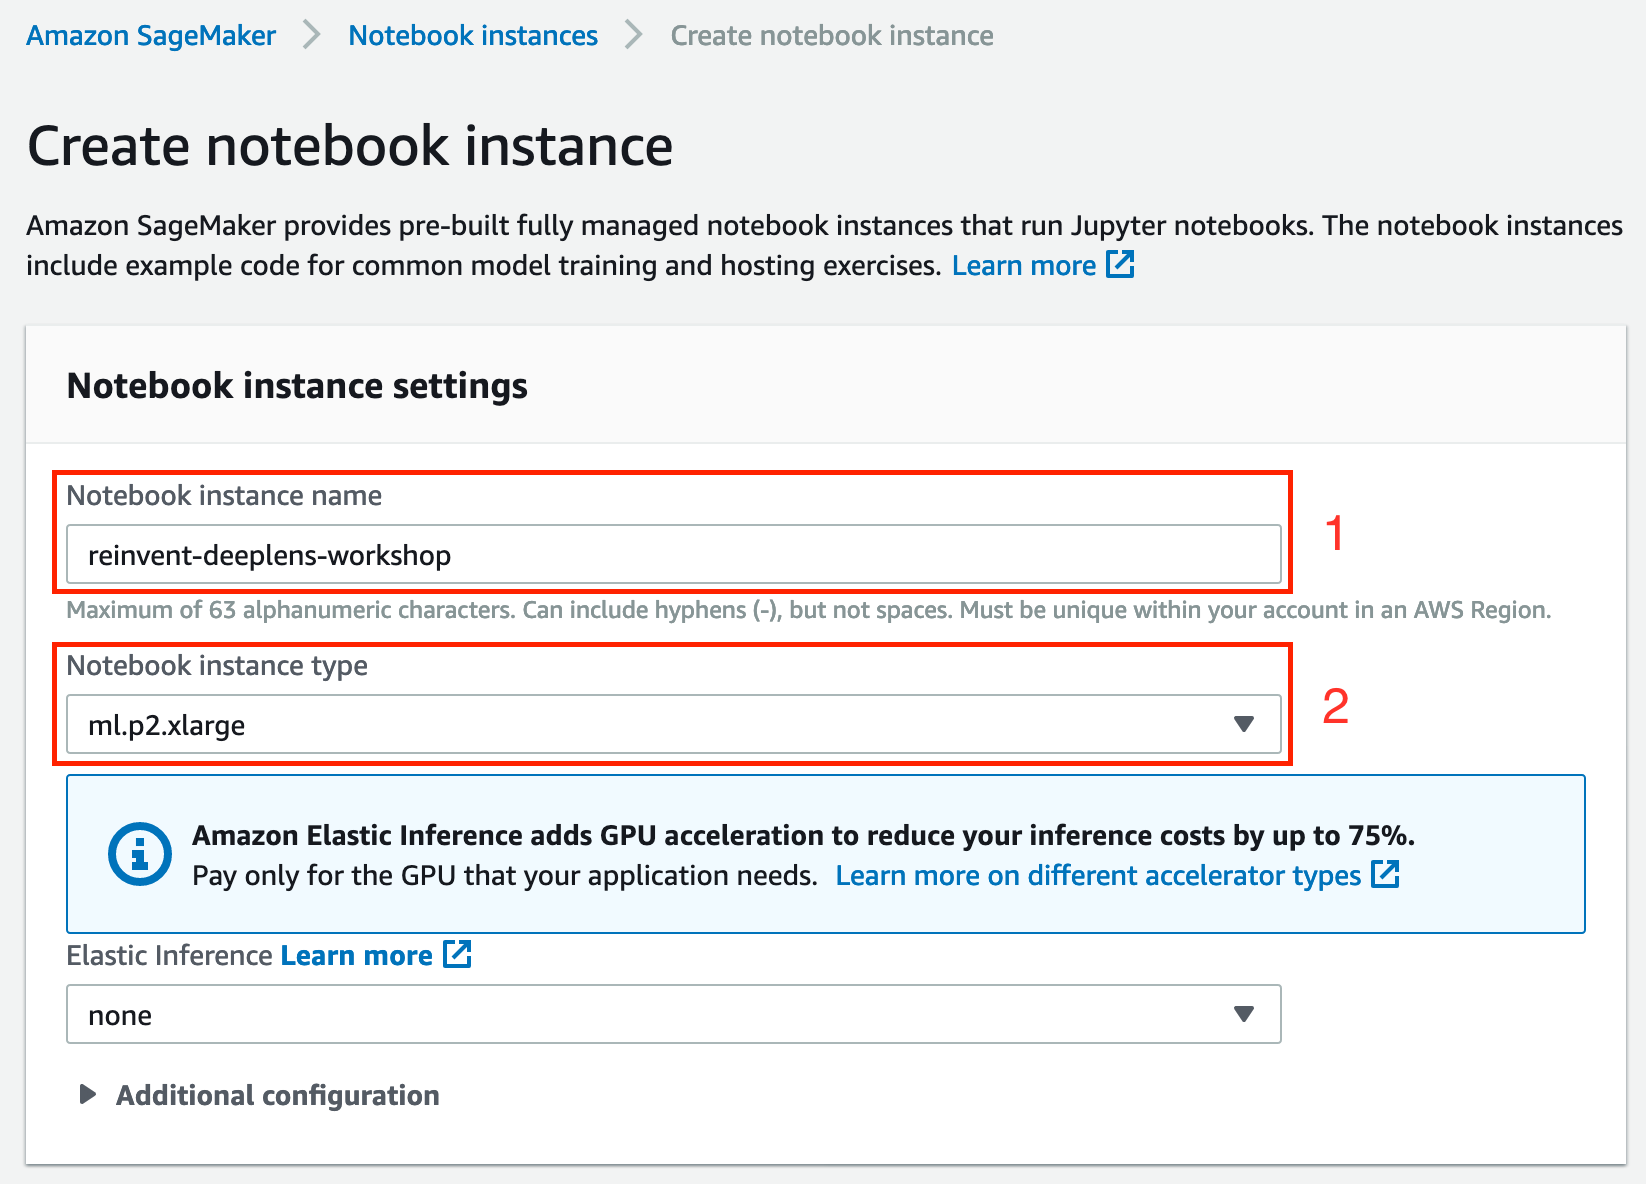 Amazon SageMaker > Notebook instances > Create notebook instance
Create notebook instance
Amazon SageMaker provides pre-built fully managed notebook instances that run Jupyter notebooks. The notebook instances
include example code for common model training and hosting exercises. Learn more
Notebook instance settings
Notebook instance name
reinvent-deeplens-workshop
1
Maximum of 63 alphanumeric characters. Can include hyphens (-), but not spaces. Must be unique within your account in an AWS Region.
Notebook instance type
ml.p2.xlarge
2
Amazon Elastic Inference adds GPU acceleration to reduce your inference costs by up to 75%.
Pay only for the GPU that your application needs. Learn more on different accelerator types
Elastic Inference Learn more
none
Additional configuration